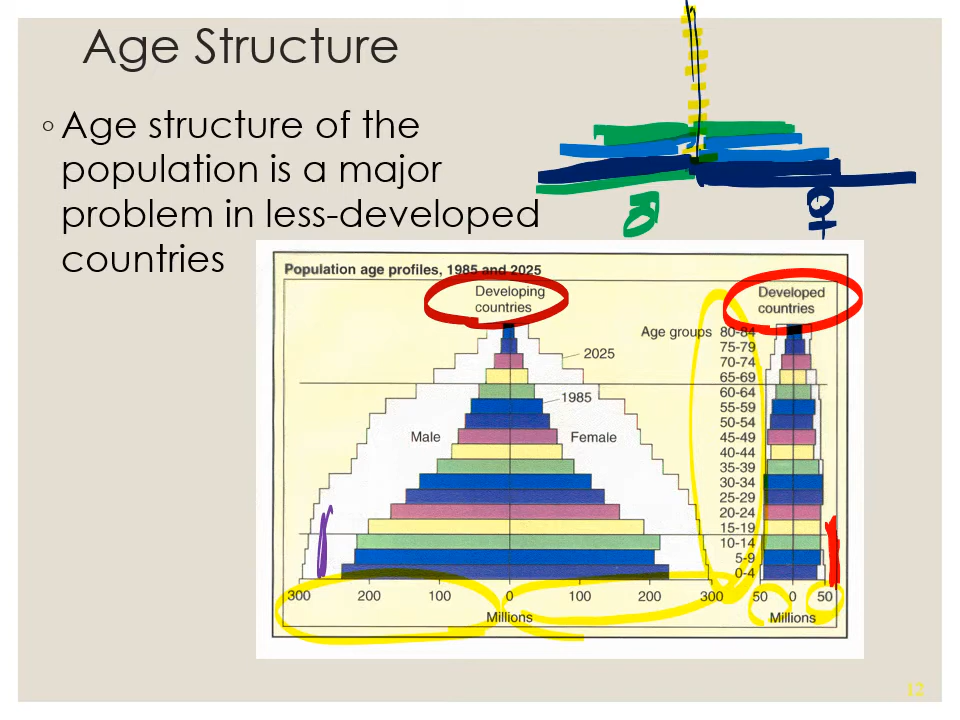 Age Structure
◦ Age structure of the
population is a major
problem in less-developed
countries
Population age profiles, 1985 and 2025
Developing
countries
Developed
countries
Age groups 80-84
75-79
2025
70-74
65-69
60-64
1985
55-59
50-54
Male
Female
45-49
40-44
35-39
30-34
25-29
20-24
15-19
10-14
5-9
0-4
300 200 100 0 100 200 300 50 0 50
Millions
Millions
12